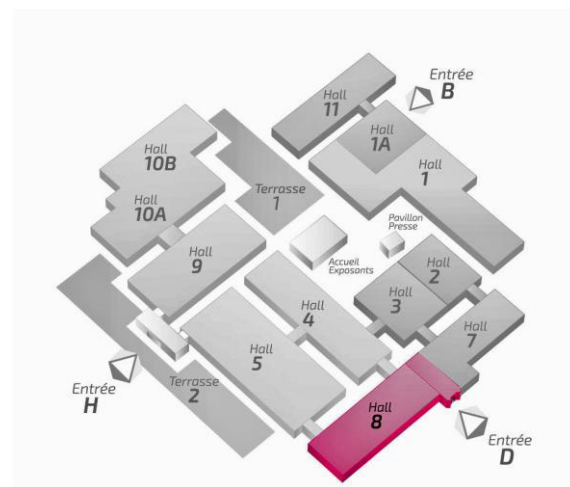 Entrée
B
Hall
11
Hall
1A
Hall
1
Hall
10B
Hall
10A
Terrasse
1
Pavillon
Presse
Accueil
Exposants
Hall
9
Hall
2
Hall
3
Hall
4
Hall
7
Hall
5
Terrasse
2
Entrée
H
Hall
8
Entrée
D